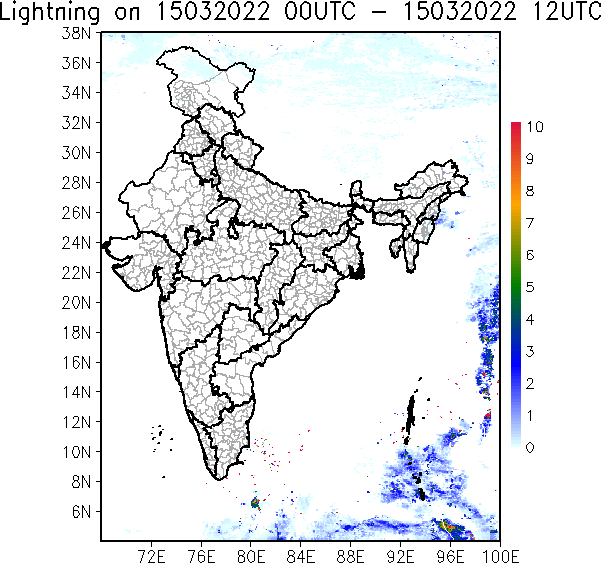 Lightning on 15032022 00UTC – 15032022 12UTC
38N
36N
34N
32N
30N
28N
26N
24N
22N
20N
18N
16N
14N
12N
10N
8N
6N
72E 76E 80E 84E 88E 92E 96E 100E
10
9
8
7
6
5
4
3
2
1
0